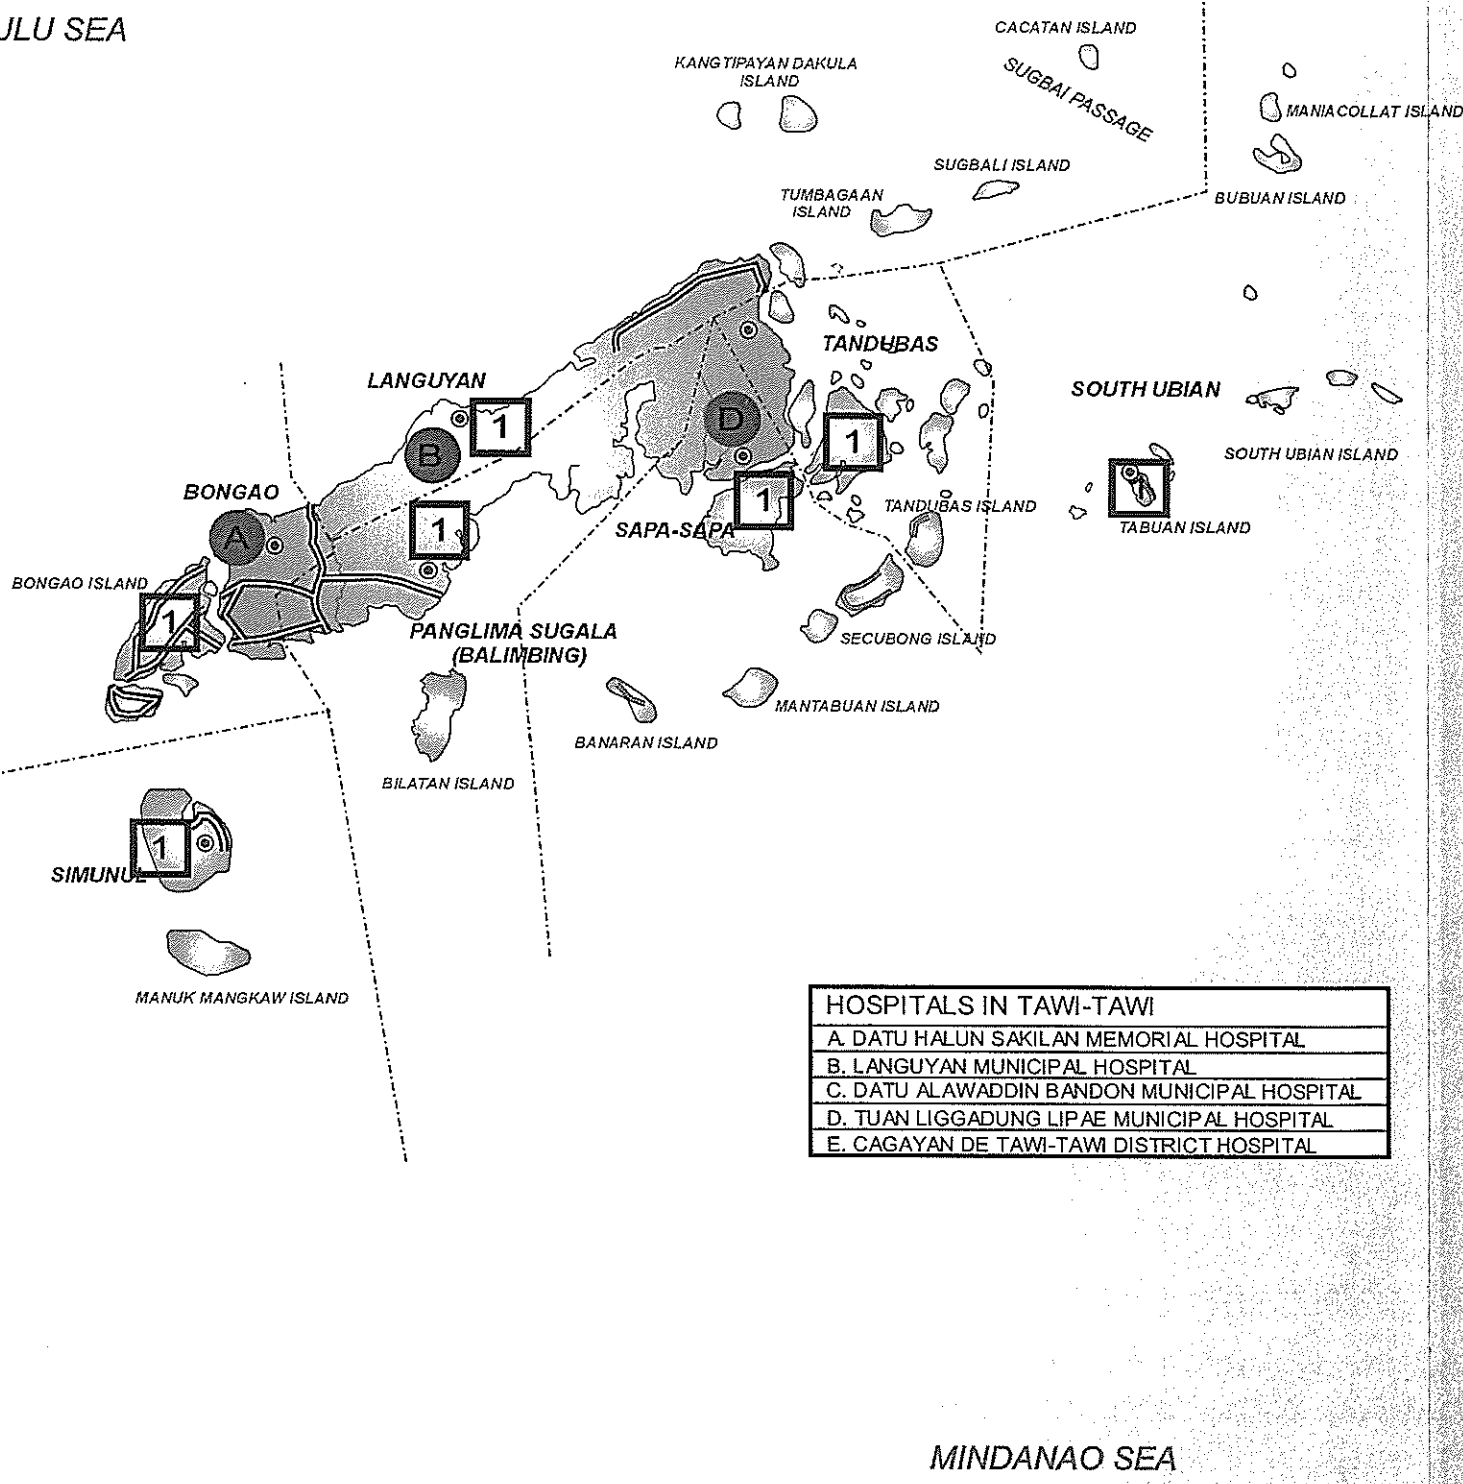 ULU SEA
CACATAN ISLAND
KANGTIPAYAN DAKULA
ISLAND
SUGBAI PASSAGE
MANIACOLLAT ISLAND
SUGBALI ISLAND
TUMBAGAAN
ISLAND
BUBUAN ISLAND
TANDUBAS
LANGUYAN
SOUTH UBIAN
1
D
1
B
SOUTH UBIAN ISLAND
BONGAO
1
1
TANDUBAS ISLAND
A
SAPA-SAPA
TABUAN ISLAND
BONGAO ISLAND
1
PANGLIMA SUGALA
(BALIMBING)
SECUBONG ISLAND
MANTABUAN ISLAND
BANARAN ISLAND
BILATAN ISLAND
1
SIMUNUL
MANUK MANGKAW ISLAND
HOSPITALS IN TAWI-TAWI
A. DATU HALUN SAKILAN MEMORIAL HOSPITAL
B. LANGUYAN MUNICIPAL HOSPITAL
C. DATU ALAWADDIN BANDON MUNICIPAL HOSPITAL
D. TUAN LIGGADUNG LIPAE MUNICIPAL HOSPITAL
E. CAGAYAN DE TAWI-TAWI DISTRICT HOSPITAL
MINDANAO SEA